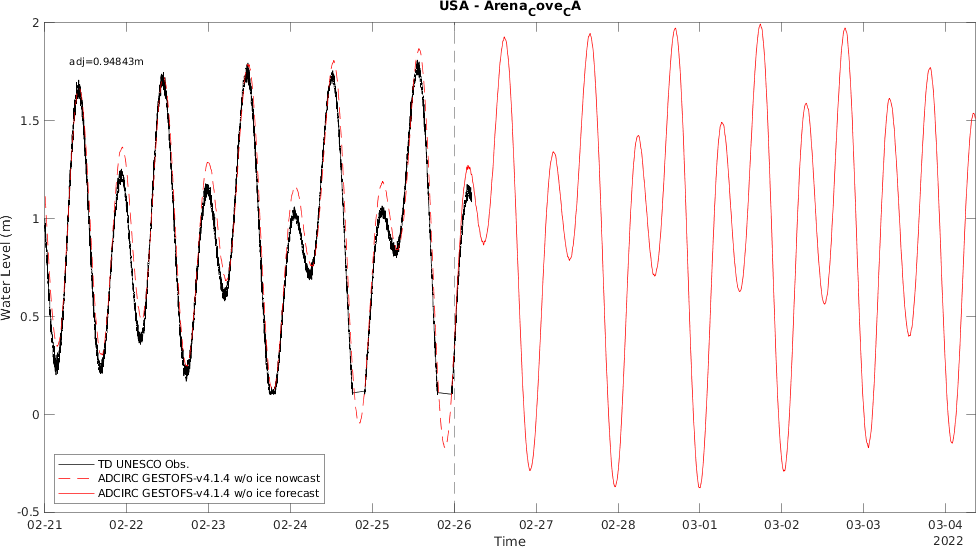 USA - ArenaCoveCA
2
adj=0.94843m
1.5
1
Water Level (m)
0.5
0
TD UNESCO Obs.
ADCIRC GESTOFS-v4.1.4 w/o ice nowcast
ADCIRC GESTOFS-v4.1.4 w/o ice forecast
-0.5
02-21 02-22 02-23 02-24 02-25 02-26 02-27 02-28 03-01 03-02 03-03 03-04
Time
2022